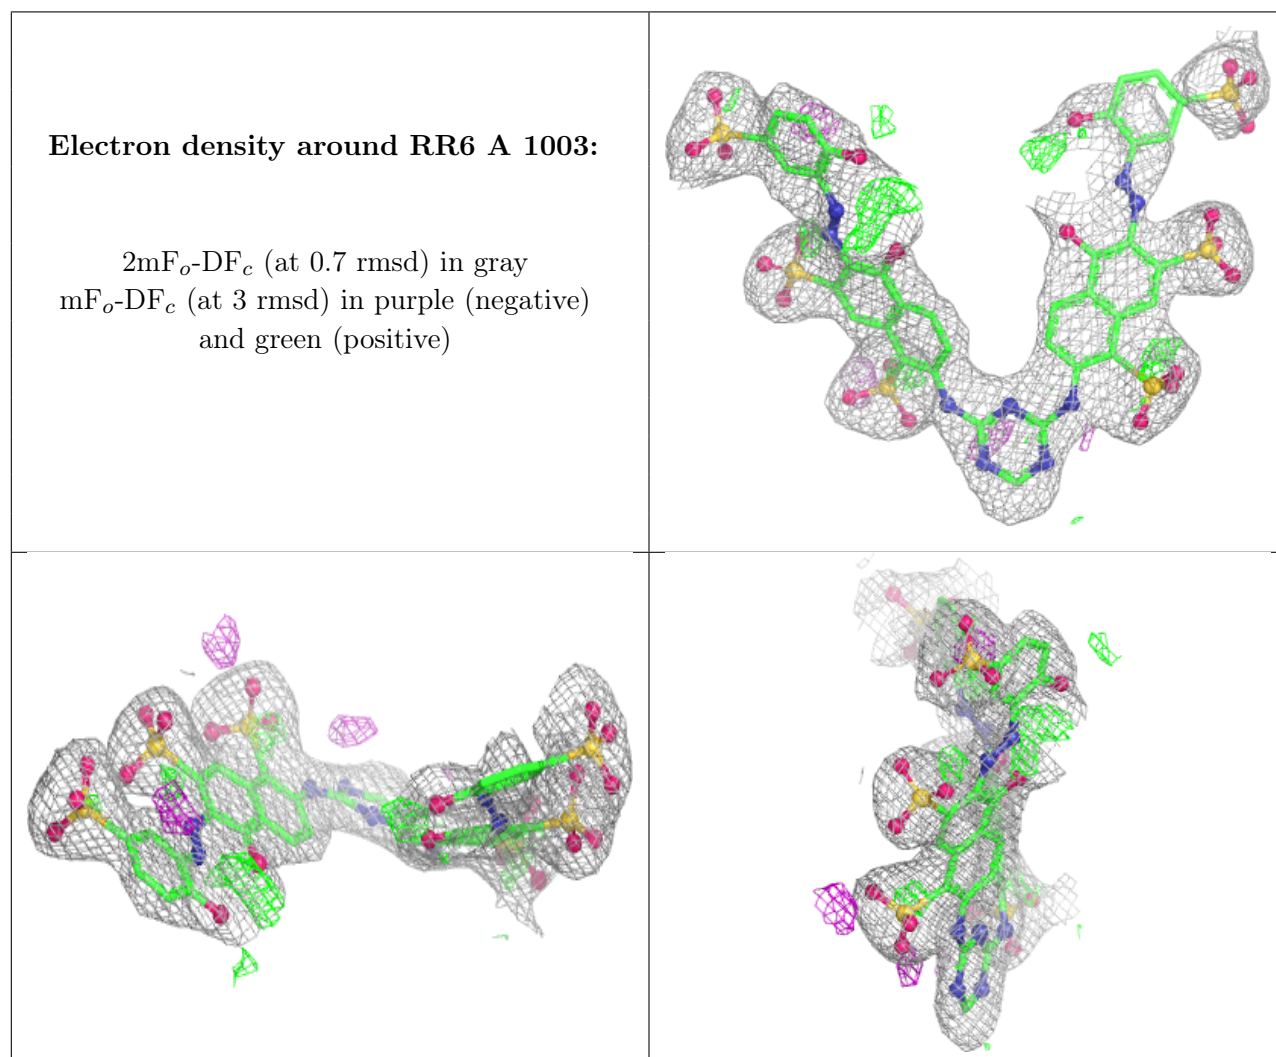 Electron density around RR6 A 1003:
2mFo-DFc (at 0.7 rmsd) in gray
mFo-DFc (at 3 rmsd) in purple (negative)
and green (positive)